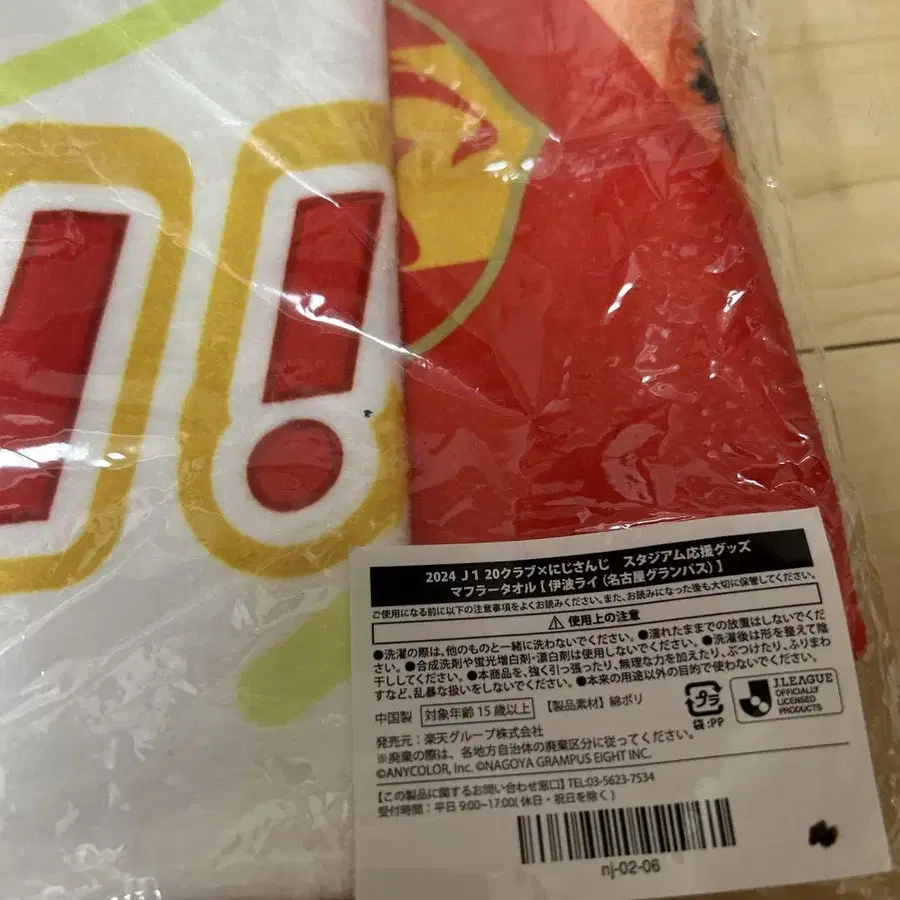 !
2024 J1 20クラブ×にじさんじ スタジアム応援グッズ
マフラータオル【伊波ライ(名古屋グランパス)】
ご使用になる前に以下の注意事項をよくお読みください。また、お読みになった後も大切に保管してください。
⚠使用上の注意
●洗濯の際は、他のものと一緒に洗わないでください。●濡れたままでの放置はしないでくだ
さい。●合成洗剤や蛍光増白剤・漂白剤は使用しないでください。●洗濯後は形を整えて陰
干ししてください。●本商品を、強く引っ張ったり、無理な力を加えたり、ぶつけたり、ふりまわ
すなど、乱暴な扱いをしないでください。●本来の用途以外の目的で使わないでください。
中国製 対象年齢15歳以上 【製品素材】綿ポリ
プラ
袋:PP
J.LEAGUE
OFFICIALLY
LICENSED
PRODUCTS
発売元:楽天グループ株式会社
※廃棄の際は、各地方自治体の廃棄区分に従ってください。
©ANYCOLOR, Inc. ©NAGOYA GRAMPUS EIGHT INC.
【この製品に関するお問い合わせ窓口】TEL:03-5623-7534
受付時間:平日 9:00~17:00(休日・祝日を除く)
nj-02-06